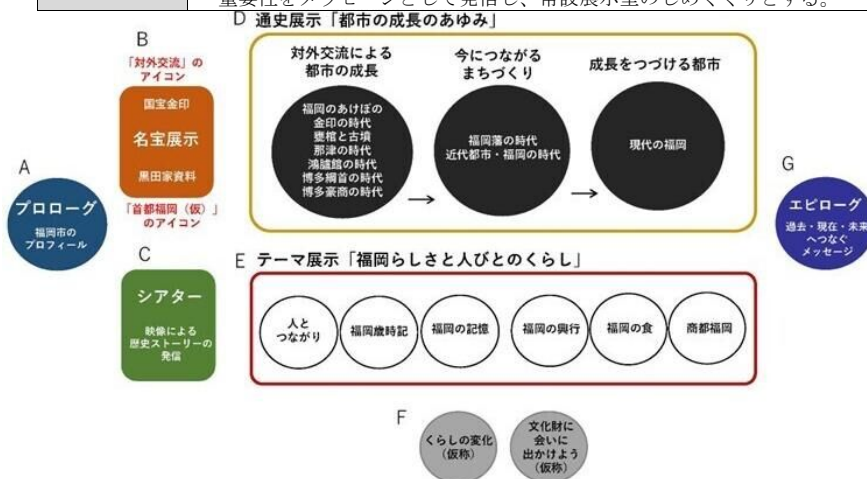 重要性をメッセージとして発信し、常設展示室のしめくくりとする。
D 通史展示「都市の成長のあゆみ」
B
「対外交流」の
アイコン
国宝金印
名宝展示
黒田家資料
「首都福岡（仮）」
のアイコン
対外交流による
都市の成長
福岡のあけぼの
金印の時代
甕棺と古墳
那津の時代
鴻臚館の時代
博多綱首の時代
博多豪商の時代
→
今につながる
まちづくり
福岡藩の時代
近代都市・福岡の時代
→
成長をつづける都市
現代の福岡
A
プロローグ
福岡市の
プロフィール
G
エピローグ
過去・現在・未来
へつなぐ
メッセージ
C
シアター
映像による
歴史ストーリーの
発信
E テーマ展示「福岡らしさと人びとのくらし」
人と
つながり
福岡歳時記
福岡の記憶
福岡の興行
福岡の食
商都福岡
F
くらしの変化
（仮称）
文化財に
会いに
出かけよう
（仮称）